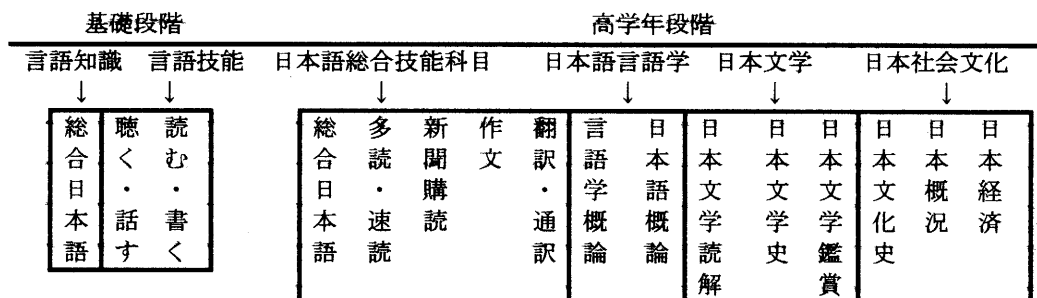 基礎段階 高学年段階
言語知識 言語技能 日本語総合技能科目 日本語言語学 日本文学 日本社会文化
↓ ↓ ↓ ↓ ↓ ↓
総合日本語
聴く・話す
読む・書く
総合日本語
多読・速読
新聞購読
作文
翻訳・通訳
言語学概論
日本語概論
日本文学読解
日本文学史
日本文学鑑賞
日本文化史
日本概況
日本経済